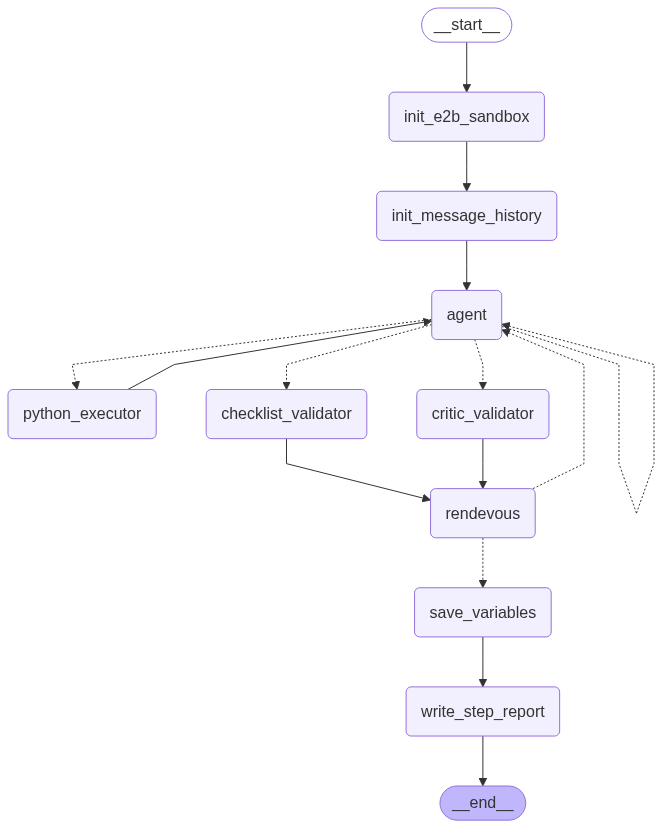 __start__
init_e2b_sandbox
init_message_history
agent
python_executor
checklist_validator
critic_validator
rendevous
save_variables
write_step_report
__end__